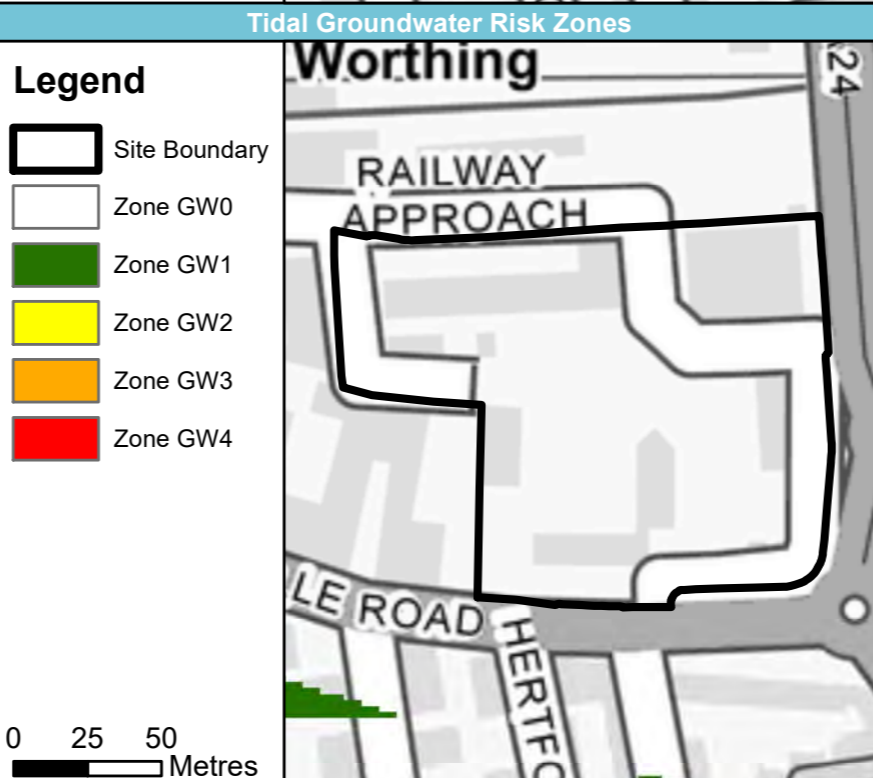 Tidal Groundwater Risk Zones
Legend
Site Boundary
Zone GW0
Zone GW1
Zone GW2
Zone GW3
Zone GW4
0 25 50
Metres
Worthing
24
RAILWAY
APPROACH
LE ROAD
HERTFO